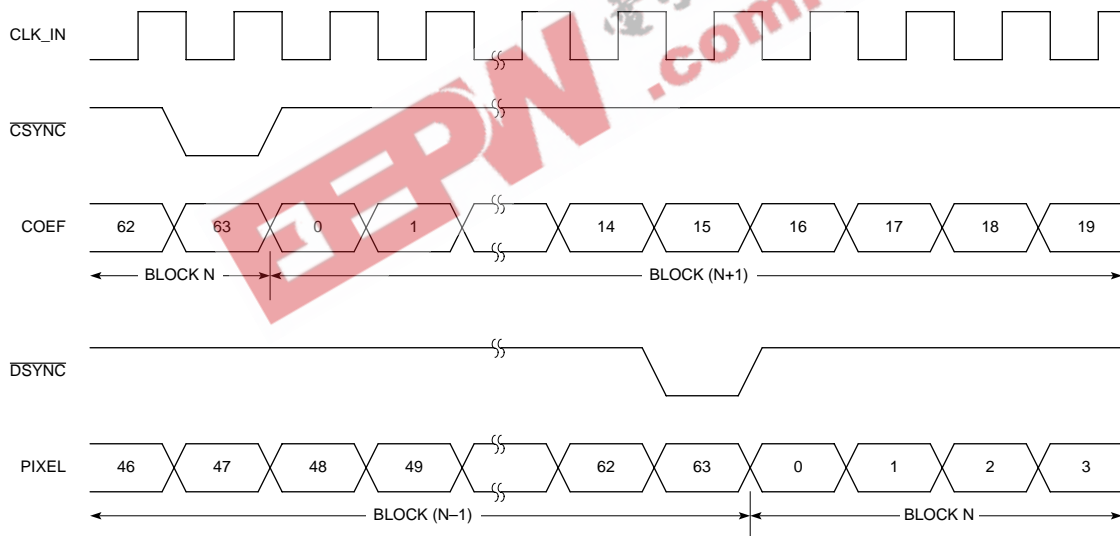 CLK_IN
CSYNC
COEF 62 63 0 1 14 15 16 17 18 19
BLOCK N BLOCK (N+1)
DSYNC
PIXEL 46 47 48 49 62 63 0 1 2 3
BLOCK (N–1) BLOCK N
EEPW
.com